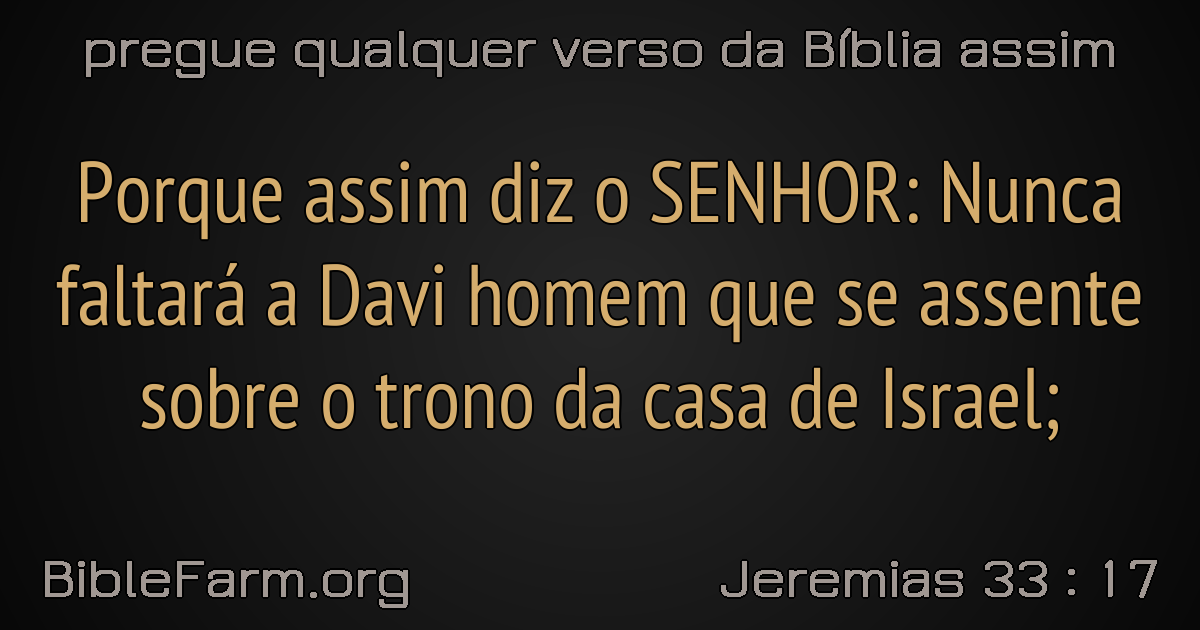 pregue qualquer verso da Bíblia assim
Porque assim diz o SENHOR: Nunca
faltará a Davi homem que se assente
sobre o trono da casa de Israel;
BibleFarm.org
Jeremias 33 : 17